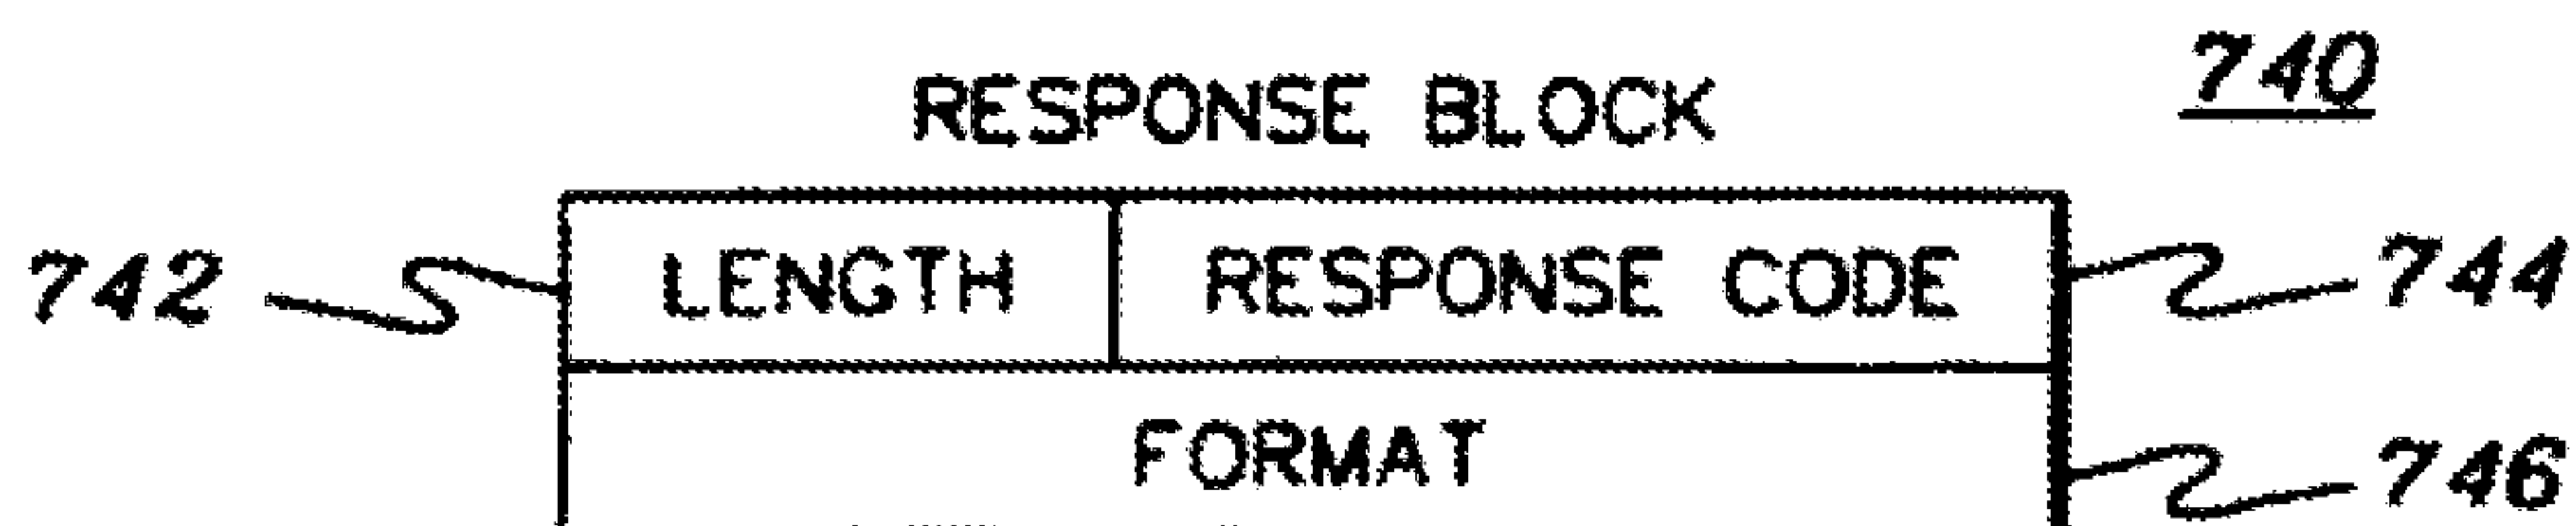 740
RESPONSE BLOCK
742 LENGTH RESPONSE CODE 744
FORMAT 746